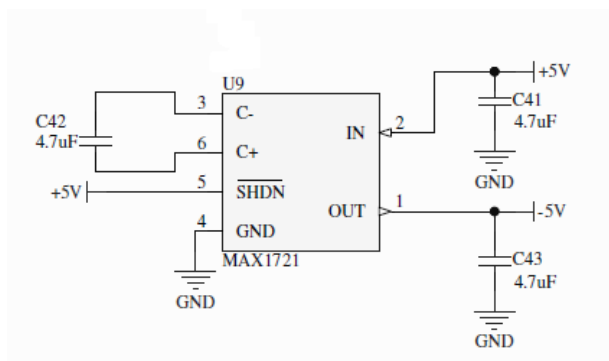 U9
C42
4.7uF
3
C-
6
C+
+5V
5
SHDN
4
GND
MAX1721
GND
IN
2
OUT
1
+5V
C41
4.7uF
GND
-5V
C43
4.7uF
GND